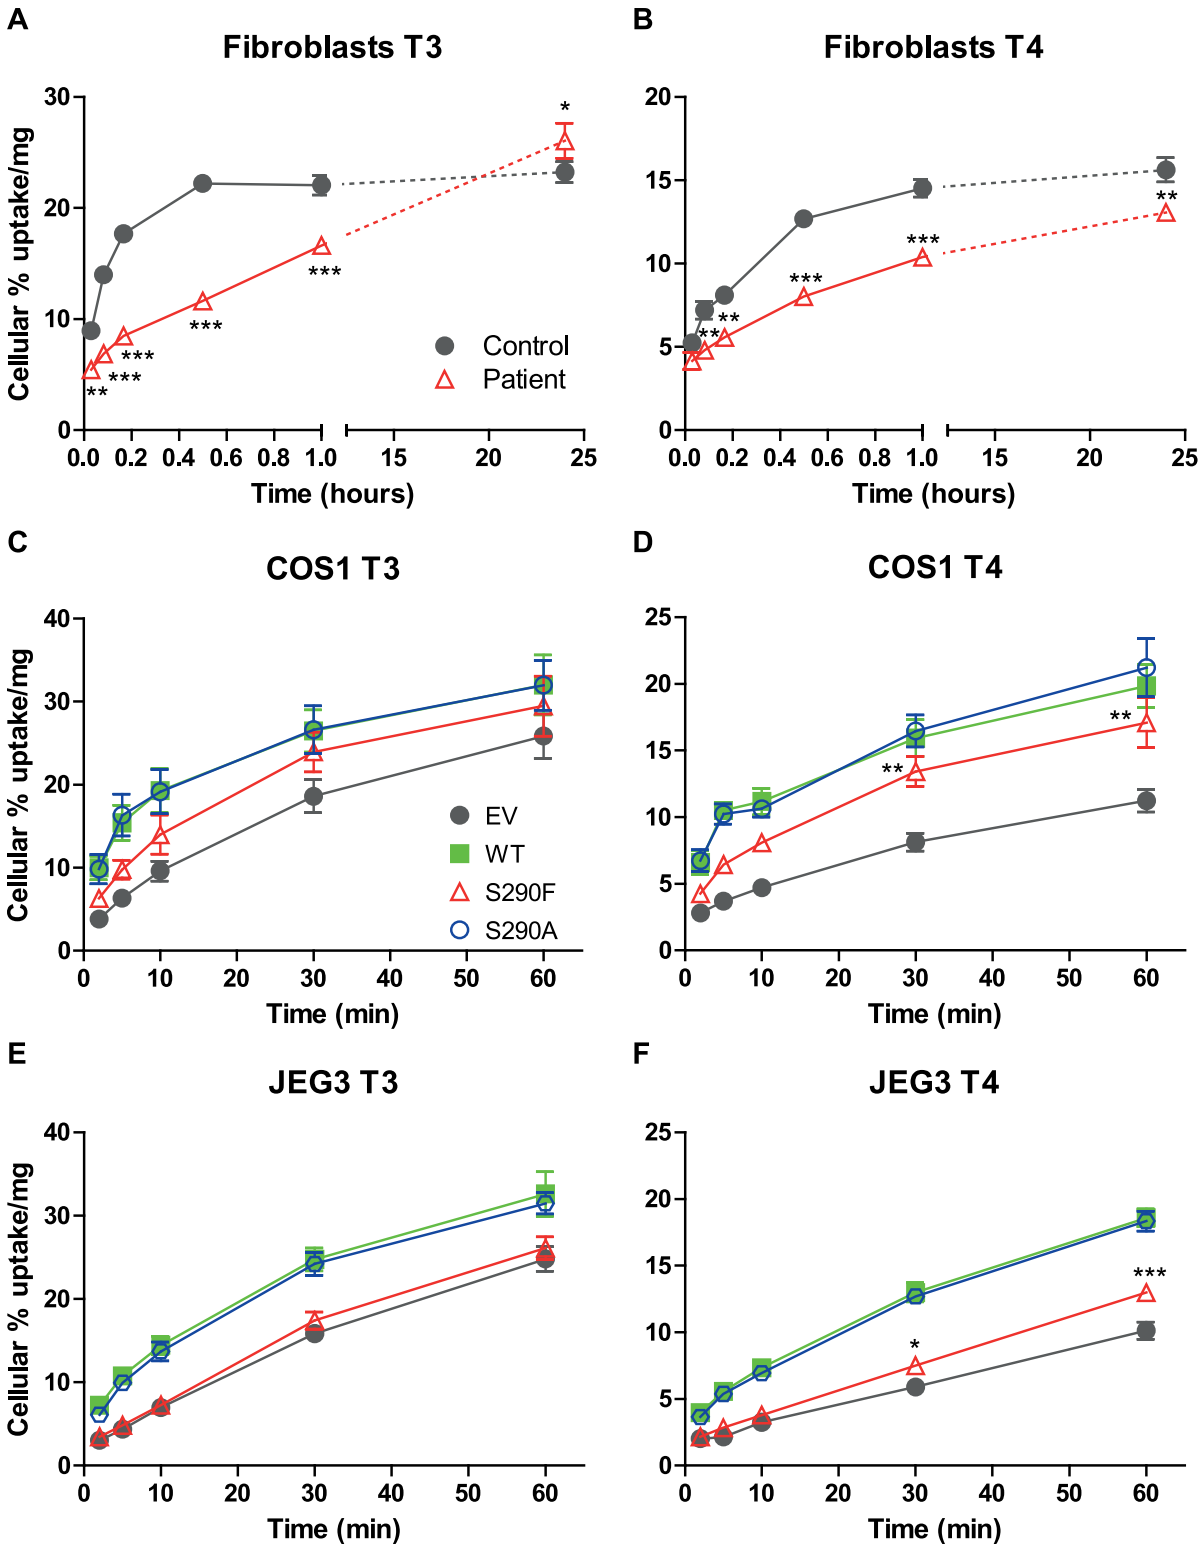 A
Fibroblasts T3
B
Fibroblasts T4
Cellular % uptake/mg
30
20
10
0
*
**
***
***
***
***
Control
Patient
0.0 0.2 0.4 0.6 0.8 1.0 15 20 25
Time (hours)
20
15
10
5
0
**
**
***
***
**
0.0 0.2 0.4 0.6 0.8 1.0 15 20 25
Time (hours)
C
COS1 T3
D
COS1 T4
Cellular % uptake/mg
40
30
20
10
0
EV
WT
S290F
S290A
0 10 20 30 40 50 60
Time (min)
25
20
15
10
5
0
**
**
0 10 20 30 40 50 60
Time (min)
E
JEG3 T3
F
JEG3 T4
Cellular % uptake/mg
40
30
20
10
0
0 10 20 30 40 50 60
Time (min)
25
20
15
10
5
0
*
***
0 10 20 30 40 50 60
Time (min)